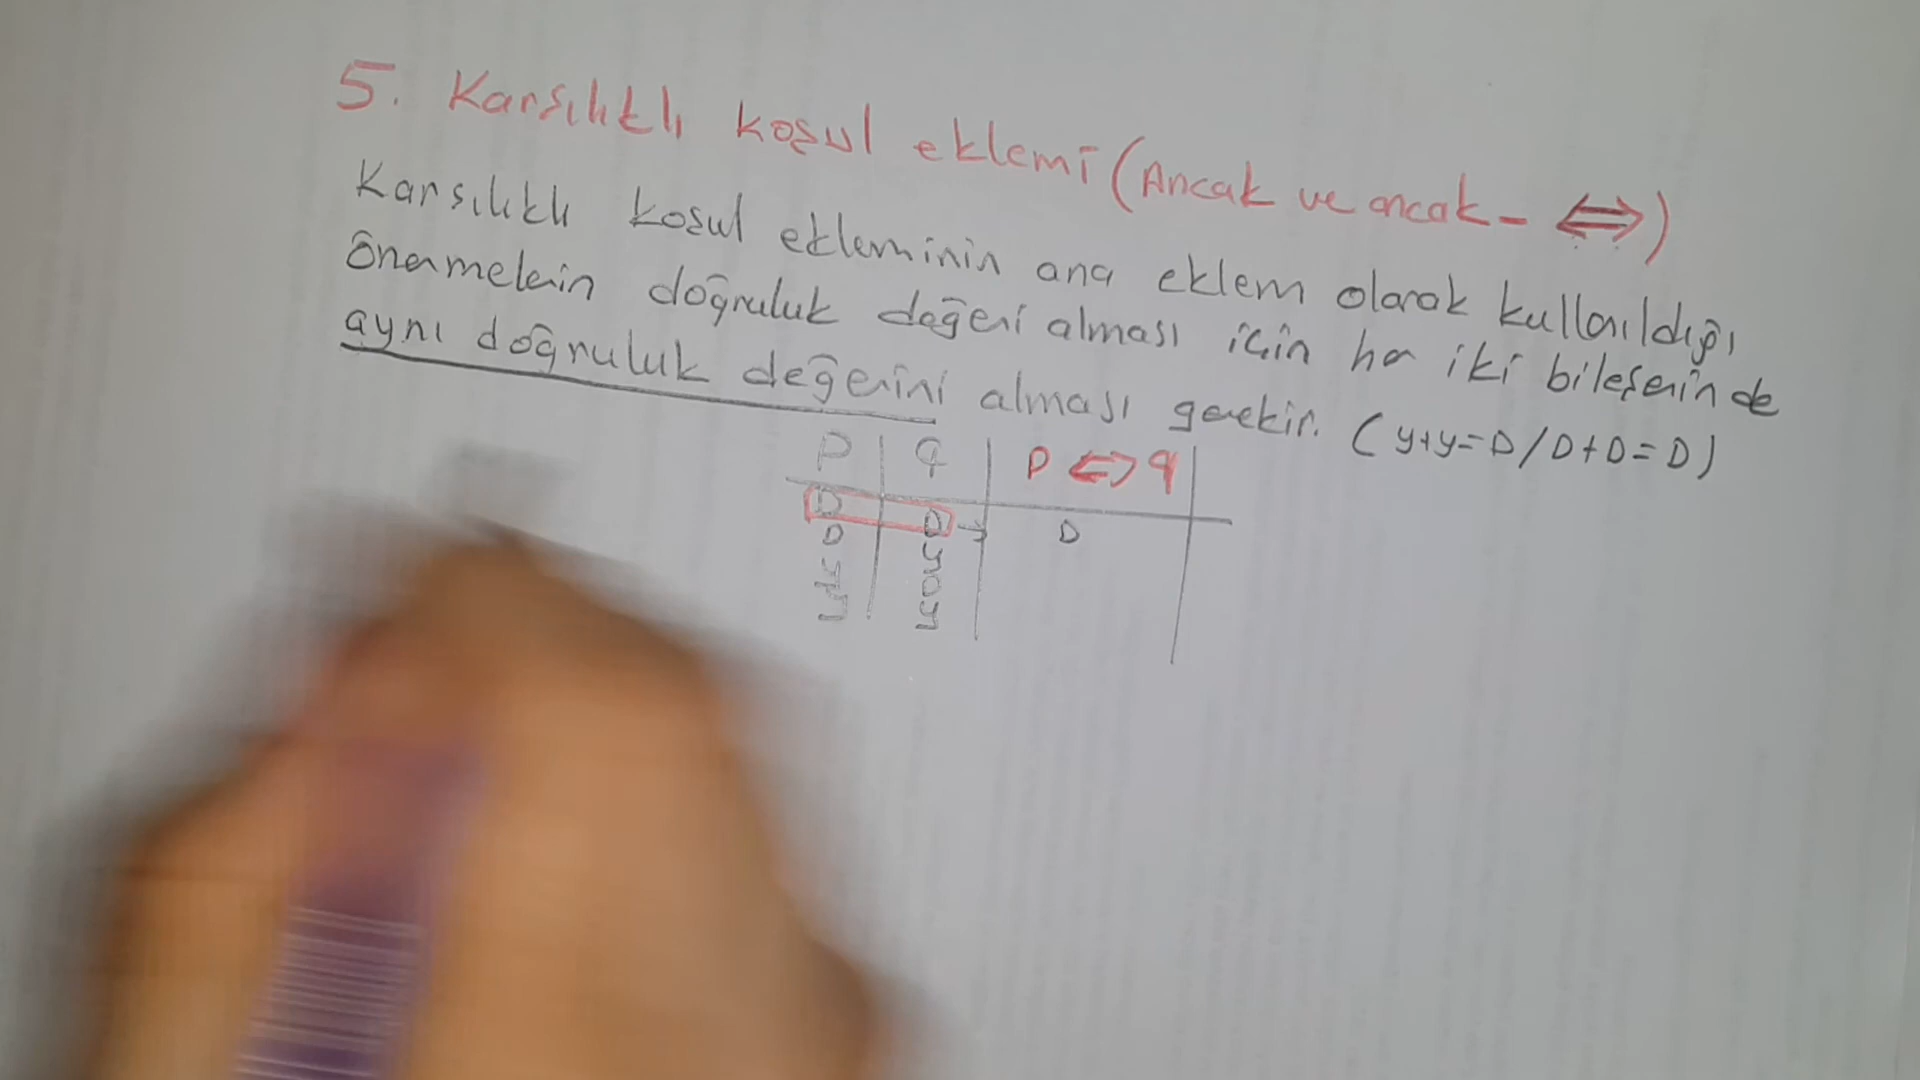 5. Karşılıklı koşul eklemi (Ancak ve ancak - ⇔)
Karşılıklı koşul ekleminin ana eklem olarak kullanıldığı
önermelerin doğruluk değeri alması için her iki bileşenin de
aynı doğruluk değerini alması gerekir. (y+y=D/D+D=D)
P q P ⇔ q
D D → D
D y
y D
y y